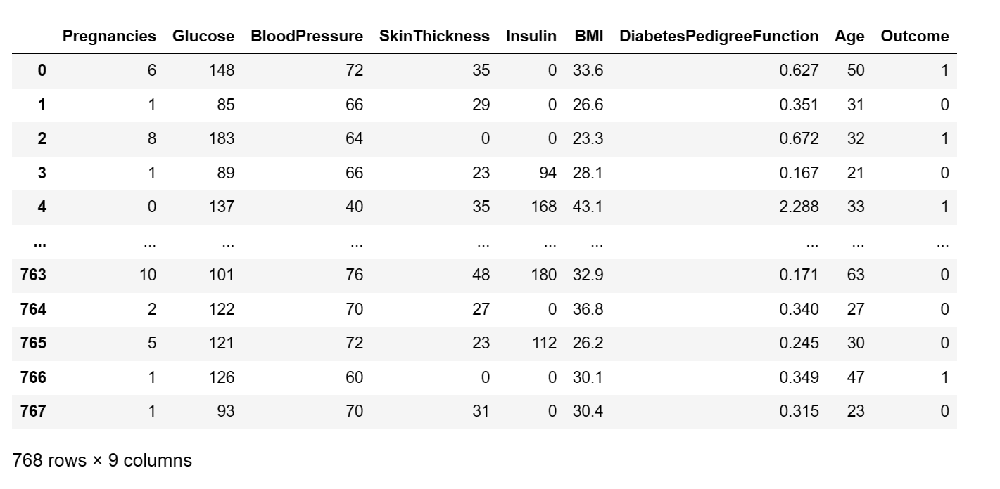 Pregnancies Glucose BloodPressure SkinThickness Insulin BMI DiabetesPedigreeFunction Age Outcome
0 6 148 72 35 0 33.6 0.627 50 1
1 1 85 66 29 0 26.6 0.351 31 0
2 8 183 64 0 0 23.3 0.672 32 1
3 1 89 66 23 94 28.1 0.167 21 0
4 0 137 40 35 168 43.1 2.288 33 1
... ... ... ... ... ... ... ... ... ...
763 10 101 76 48 180 32.9 0.171 63 0
764 2 122 70 27 0 36.8 0.340 27 0
765 5 121 72 23 112 26.2 0.245 30 0
766 1 126 60 0 0 30.1 0.349 47 1
767 1 93 70 31 0 30.4 0.315 23 0
768 rows × 9 columns